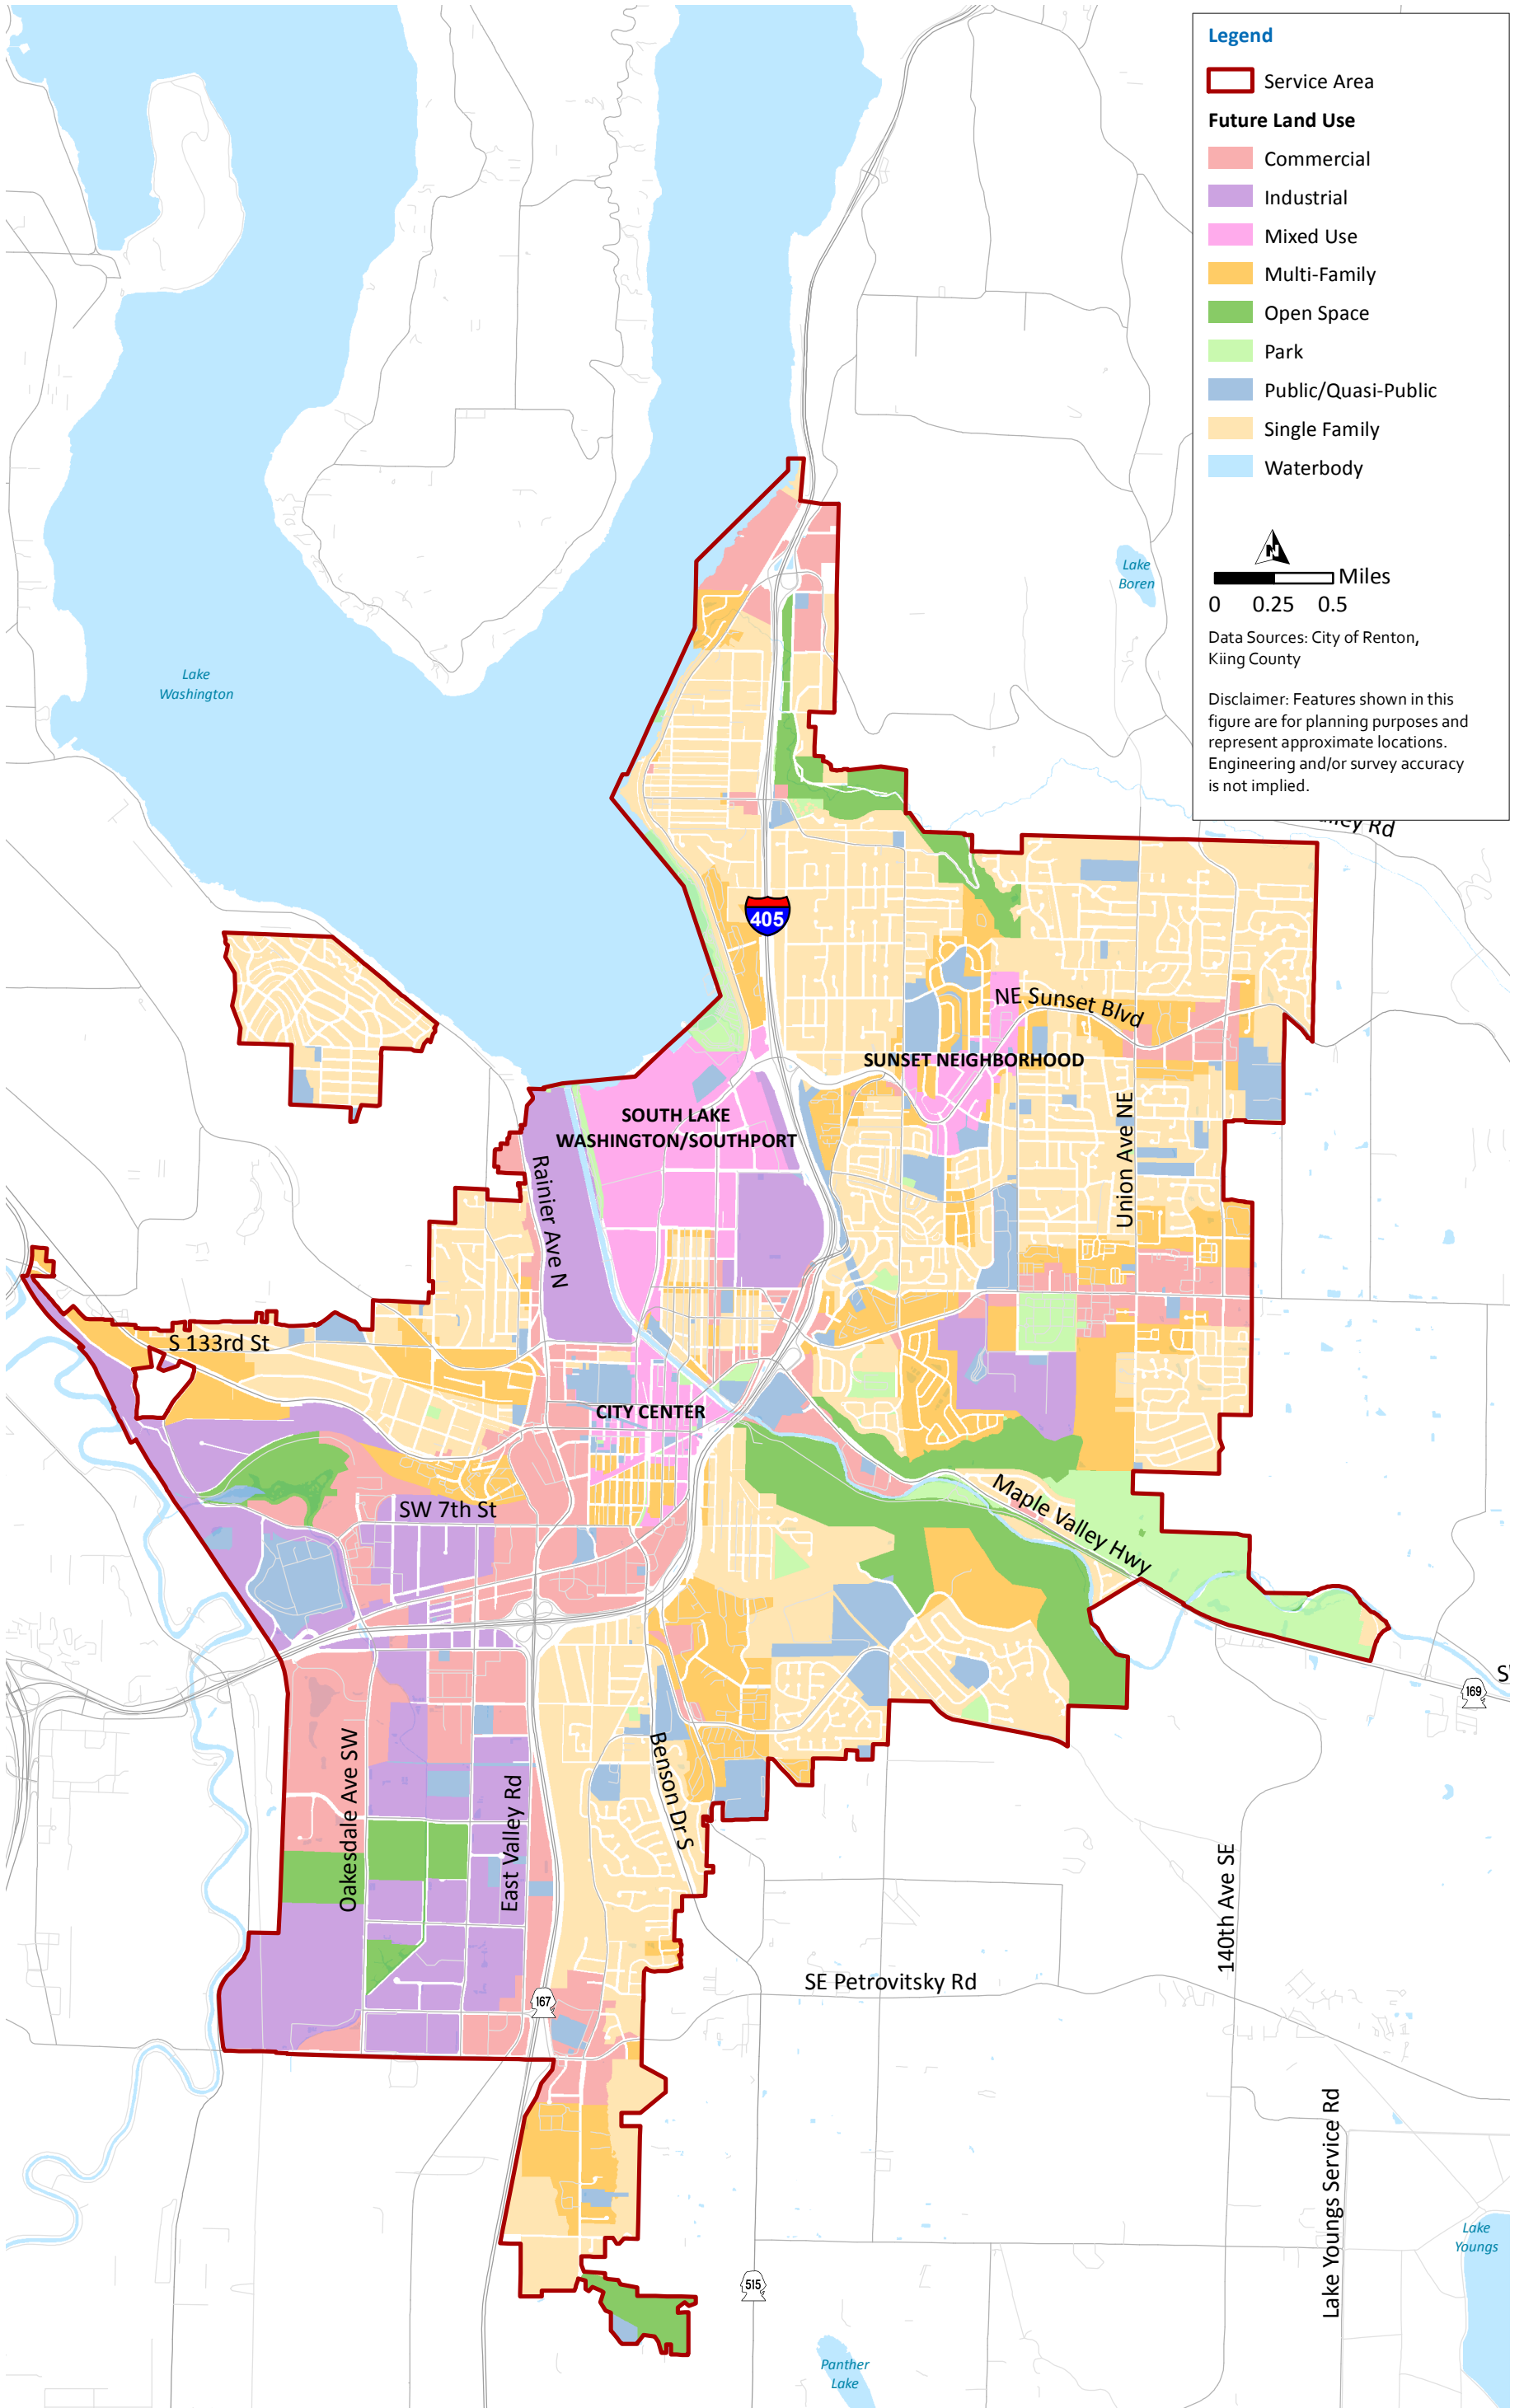 Legend
Service Area
Future Land Use
Commercial
Industrial
Mixed Use
Multi-Family
Open Space
Park
Public/Quasi-Public
Single Family
Waterbody
N
Miles
0 0.25 0.5
Data Sources: City of Renton,
Kiing County
Disclaimer: Features shown in this
figure are for planning purposes and
represent approximate locations.
Engineering and/or survey accuracy
is not implied.
Lake
Boren
Lake
Washington
Rd
405
NE Sunset Blvd
SUNSET NEIGHBORHOOD
SOUTH LAKE
WASHINGTON/SOUTHPORT
Union Ave NE
Rainier Ave N
S 133rd St
CITY CENTER
SW 7th St
Maple Valley Hwy
169
Oakesdale Ave SW
East Valley Rd
Benson Dr S
140th Ave SE
SE Petrovitsky Rd
167
Lake Youngs Service Rd
Lake
Youngs
515
Panther
Lake